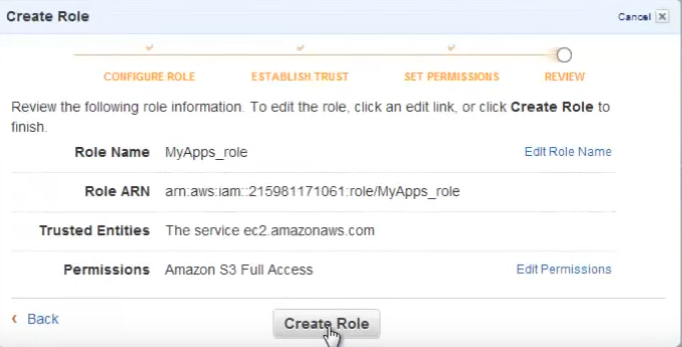 Create Role
Cancel
CONFIGURE ROLE ESTABLISH TRUST SET PERMISSIONS REVIEW
Review the following role information. To edit the role, click an edit link, or click Create Role to
finish.
Role Name MyApps_role Edit Role Name
Role ARN arn:aws:iam::215981171061:role/MyApps_role
Trusted Entities The service ec2.amazonaws.com
Permissions Amazon S3 Full Access Edit Permissions
Back
Create Role